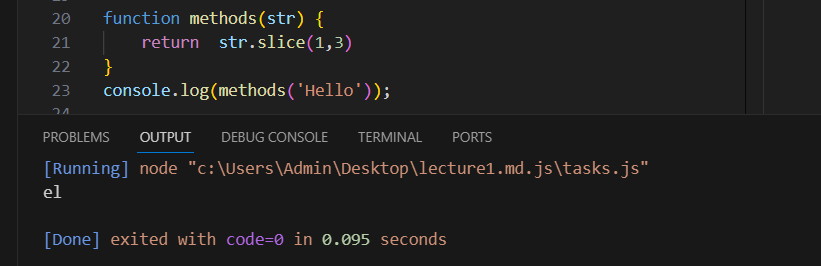 20 function methods(str) {
21 return  str.slice(1,3)
22 }
23 console.log(methods('Hello'));
PROBLEMS OUTPUT DEBUG CONSOLE TERMINAL PORTS
[Running] node "c:\Users\Admin\Desktop\lecture1.md.js\tasks.js"
el
[Done] exited with code=0 in 0.095 seconds